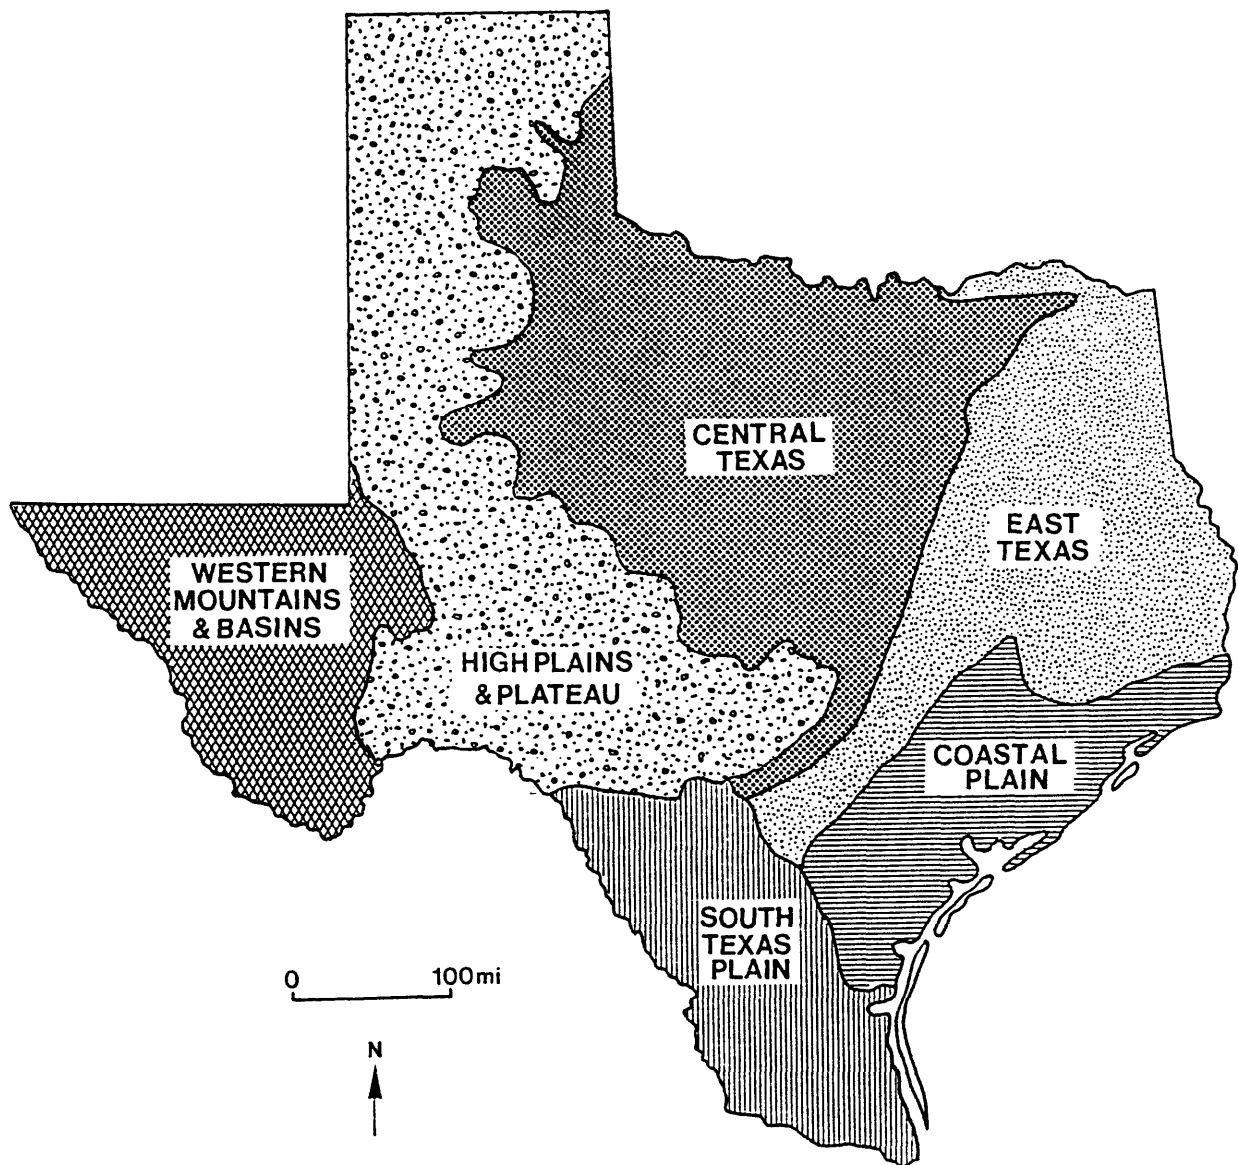 CENTRAL
TEXAS
EAST
TEXAS
WESTERN
MOUNTAINS
& BASINS
HIGH PLAINS
& PLATEAU
COASTAL
PLAIN
SOUTH
TEXAS
PLAIN
0 100mi
N